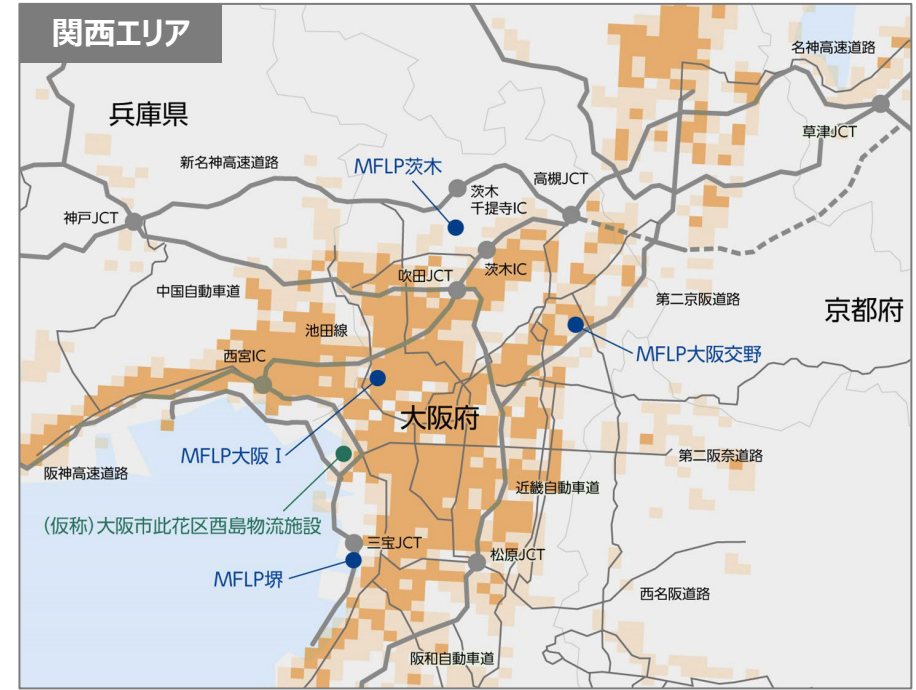 関西エリア
名神高速道路
兵庫県
草津JCT
新名神高速道路
MFLP茨木
高槻JCT
茨木
千提寺IC
神戸JCT
茨木IC
吹田JCT
中国自動車道
第二京阪道路
京都府
池田線
西宮IC
MFLP大阪交野
大阪府
MFLP大阪Ⅰ
第二阪奈道路
阪神高速道路
近畿自動車道
(仮称)大阪市此花区酉島物流施設
三宝JCT
松原JCT
MFLP堺
西名阪道路
阪和自動車道